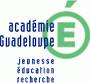 académie
Guadeloupe
É
jeunesse
éducation
recherche